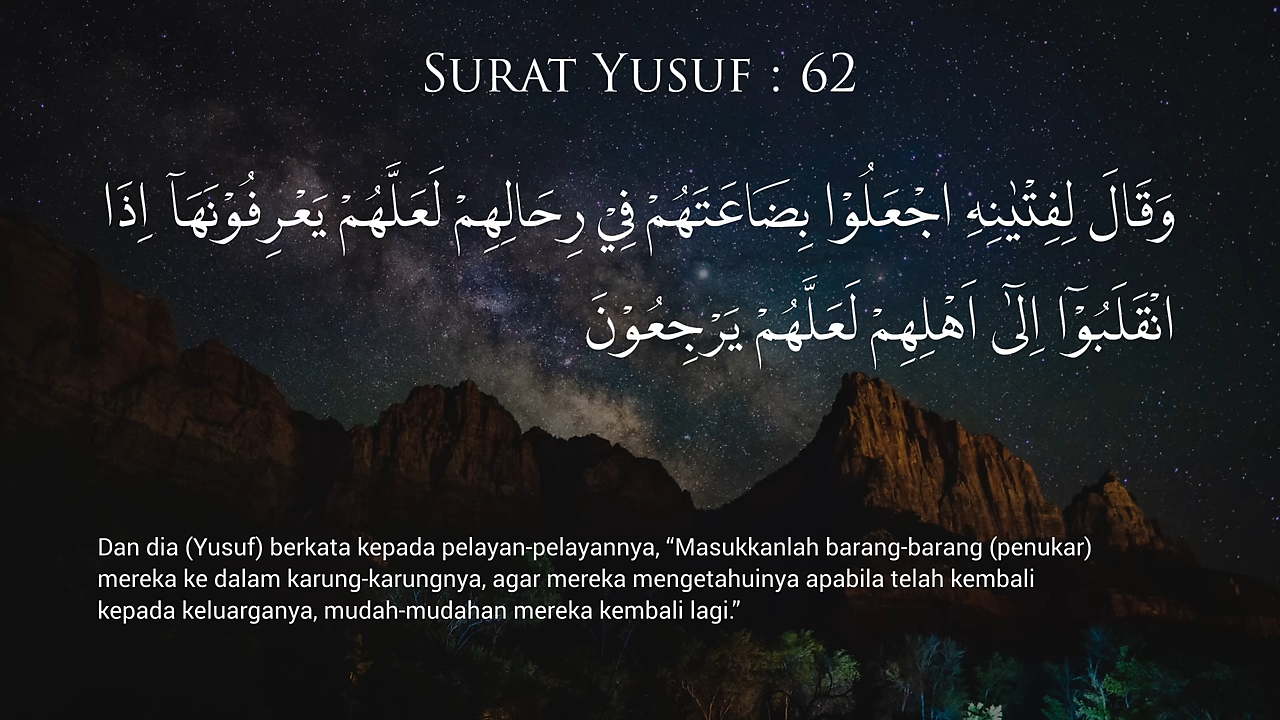 SURAT YUSUF : 62
وَقَالَ لِفِتْيٰنِهِ اجْعَلُوْا بِضَاعَتَهُمْ فِيْ رِحَالِهِمْ لَعَلَّهُمْ يَعْرِفُوْنَهَآ اِذَا
انْقَلَبُوْٓا اِلٰٓى اَهْلِهِمْ لَعَلَّهُمْ يَرْجِعُوْنَ
Dan dia (Yusuf) berkata kepada pelayan-pelayannya, “Masukkanlah barang-barang (penukar)
mereka ke dalam karung-karungnya, agar mereka mengetahuinya apabila telah kembali
kepada keluarganya, mudah-mudahan mereka kembali lagi.”